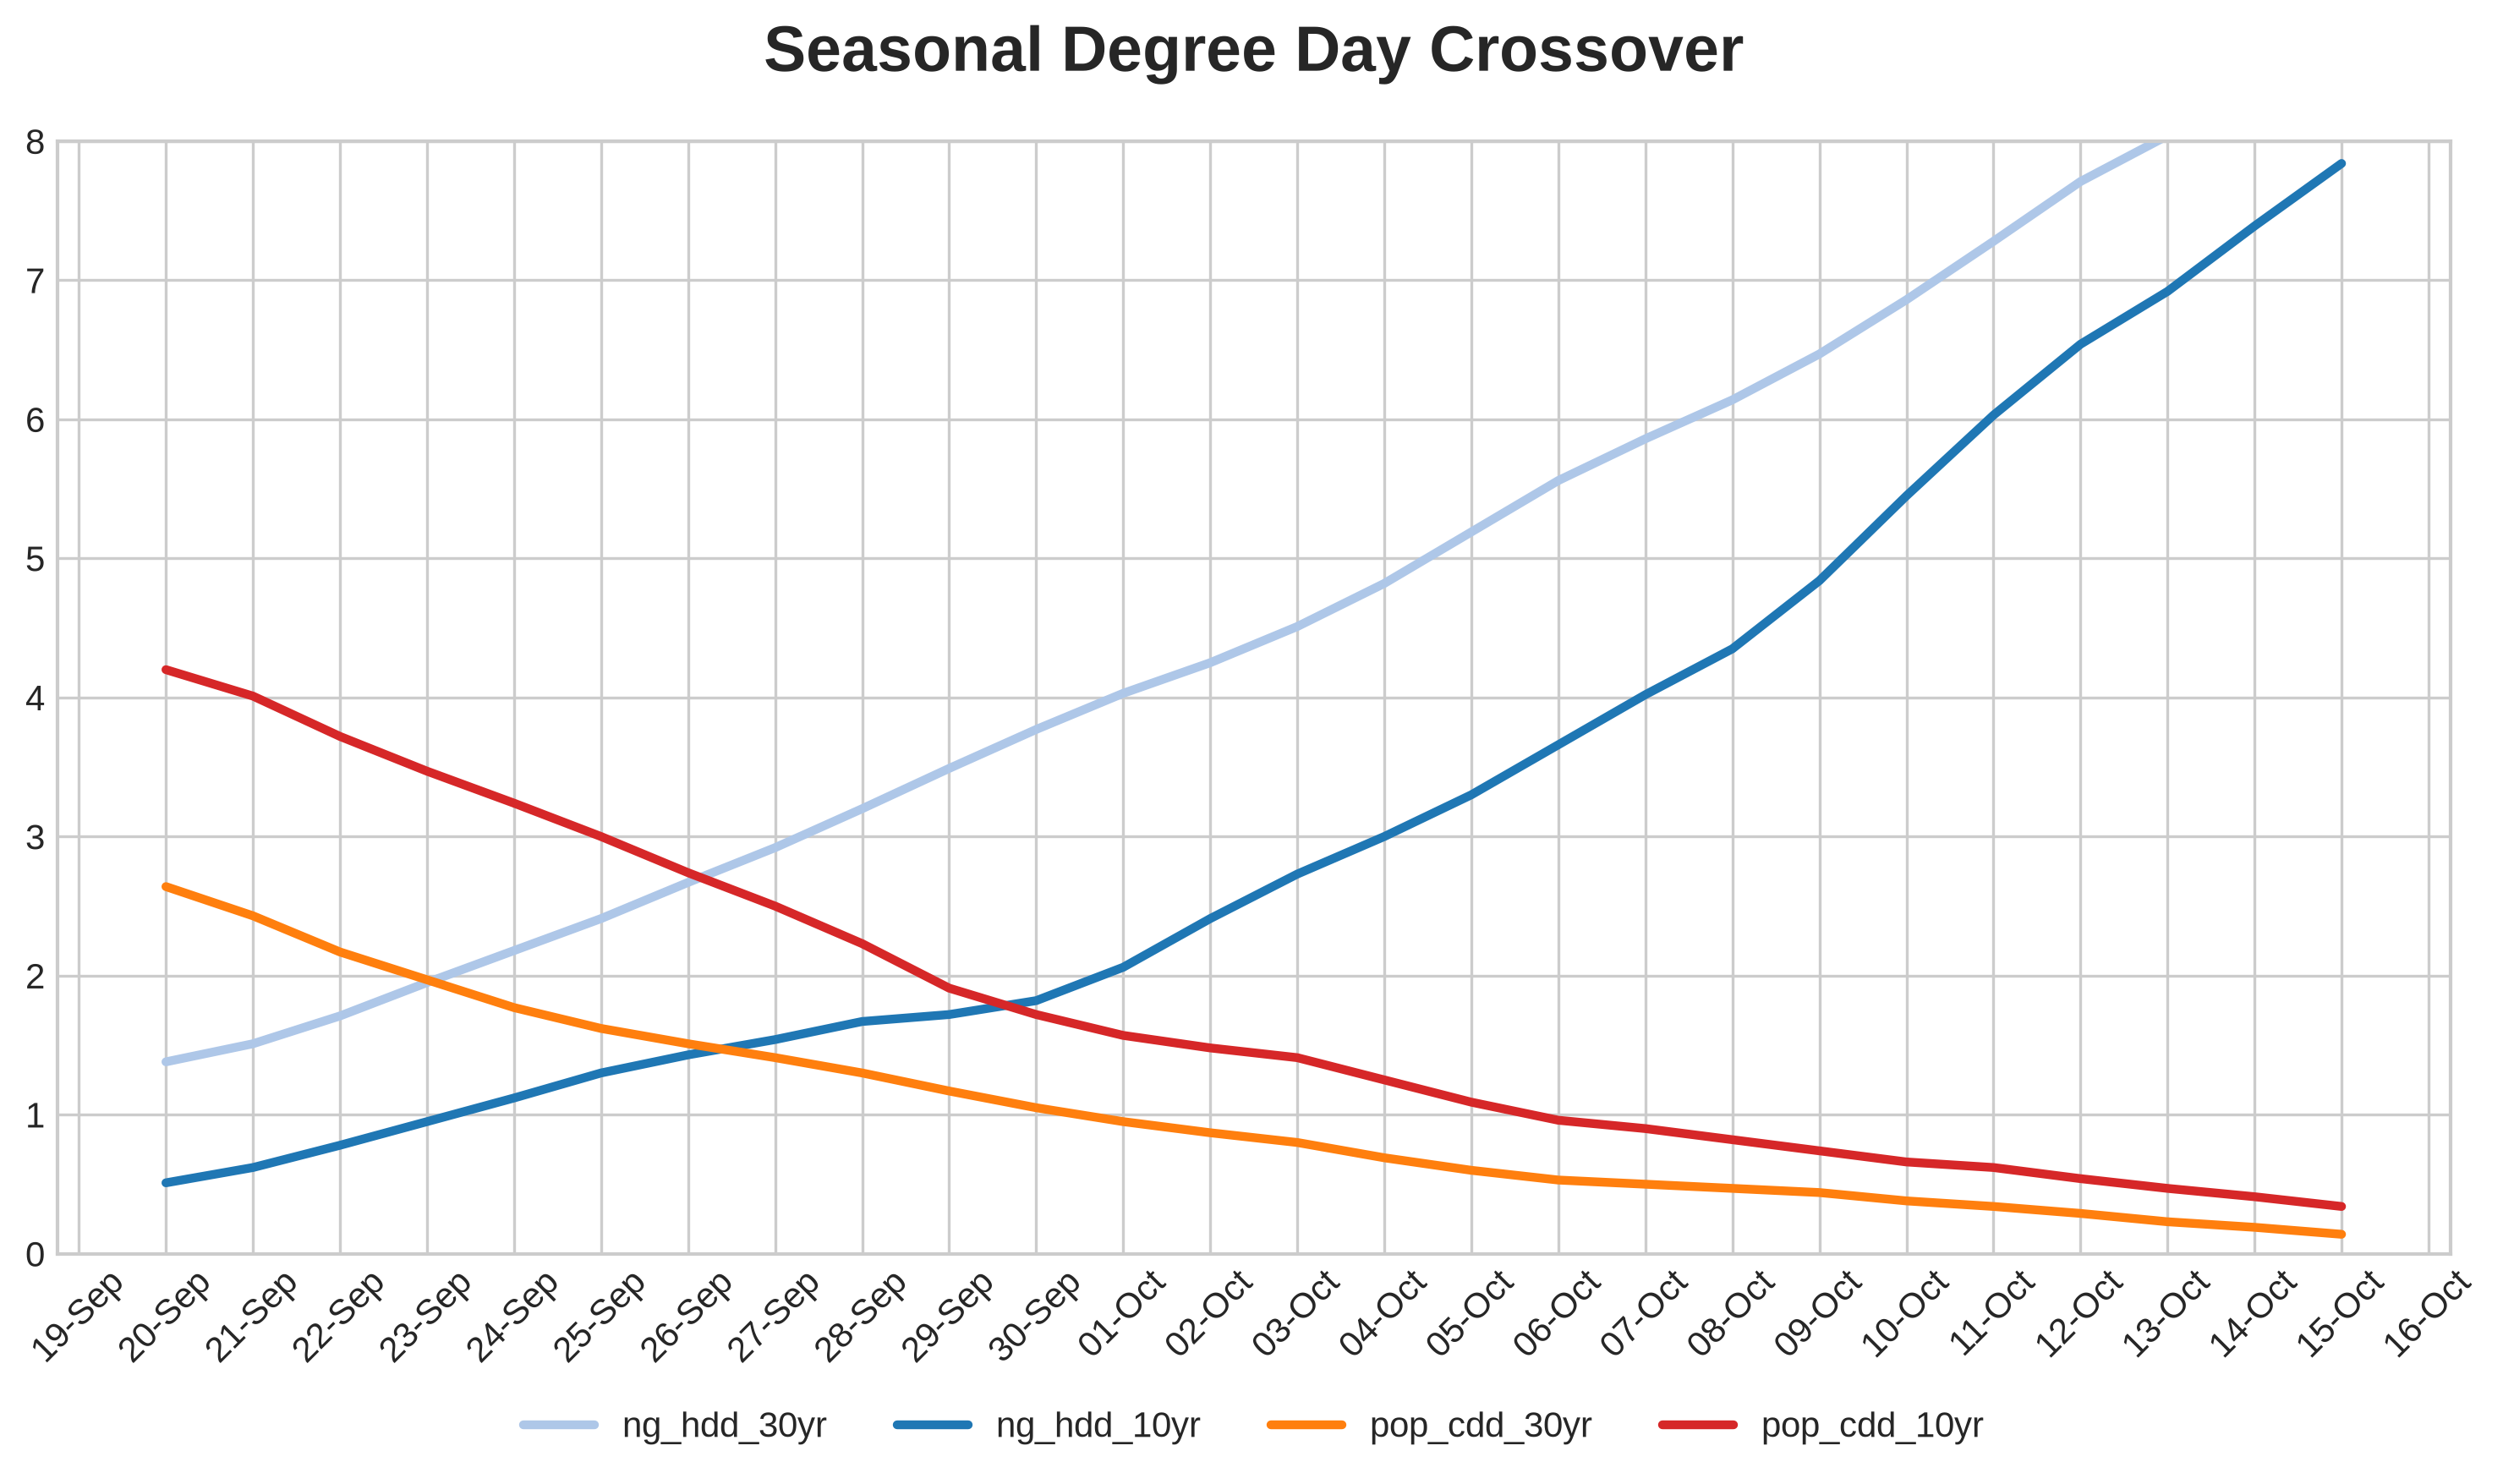 Seasonal Degree Day Crossover
8
7
6
5
4
3
2
1
0
19-Sep
20-Sep
21-Sep
22-Sep
23-Sep
24-Sep
25-Sep
26-Sep
27-Sep
28-Sep
29-Sep
30-Sep
01-Oct
02-Oct
03-Oct
04-Oct
05-Oct
06-Oct
07-Oct
08-Oct
09-Oct
10-Oct
11-Oct
12-Oct
13-Oct
14-Oct
15-Oct
16-Oct
ng_hdd_30yr ng_hdd_10yr pop_cdd_30yr pop_cdd_10yr